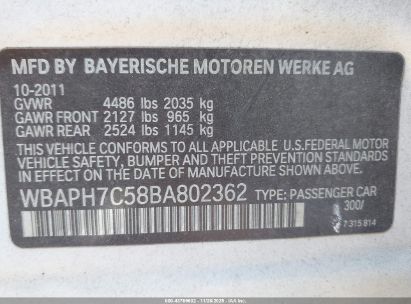 MFD BY BAYERISCHE MOTOREN WERKE AG
10-2011
GVWR 4486 lbs 2035 kg
GAWR FRONT 2127 lbs 965 kg
GAWR REAR 2524 lbs 1145 kg
THIS VEHICLE CONFORMS TO ALL APPLICABLE U.S.FEDERAL MOTOR
VEHICLE SAFETY, BUMPER, AND THEFT PREVENTION STANDARDS
IN EFFECT ON THE DATE OF MANUFACTURE SHOWN ABOVE.
WBAPH7C58BA802362 TYPE: PASSENGER CAR
300/
7 315 814